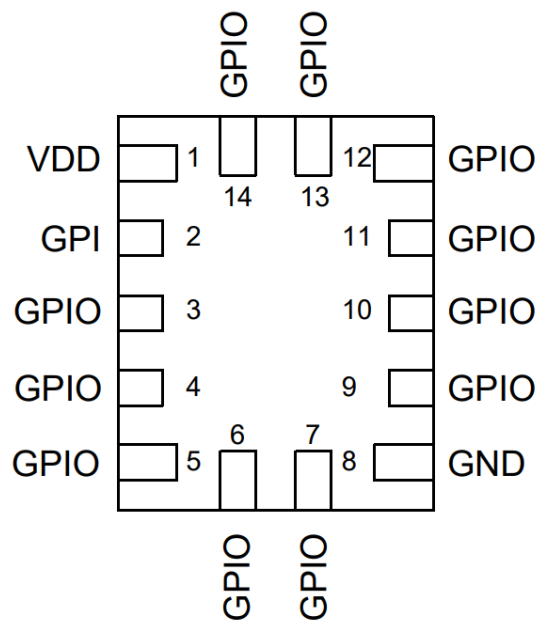 GPIO GPIO
VDD 1 14 13 12 GPIO
GPI 2 11 GPIO
GPIO 3 10 GPIO
GPIO 4 9 GPIO
GPIO 5 6 7 8 GND
GPIO GPIO